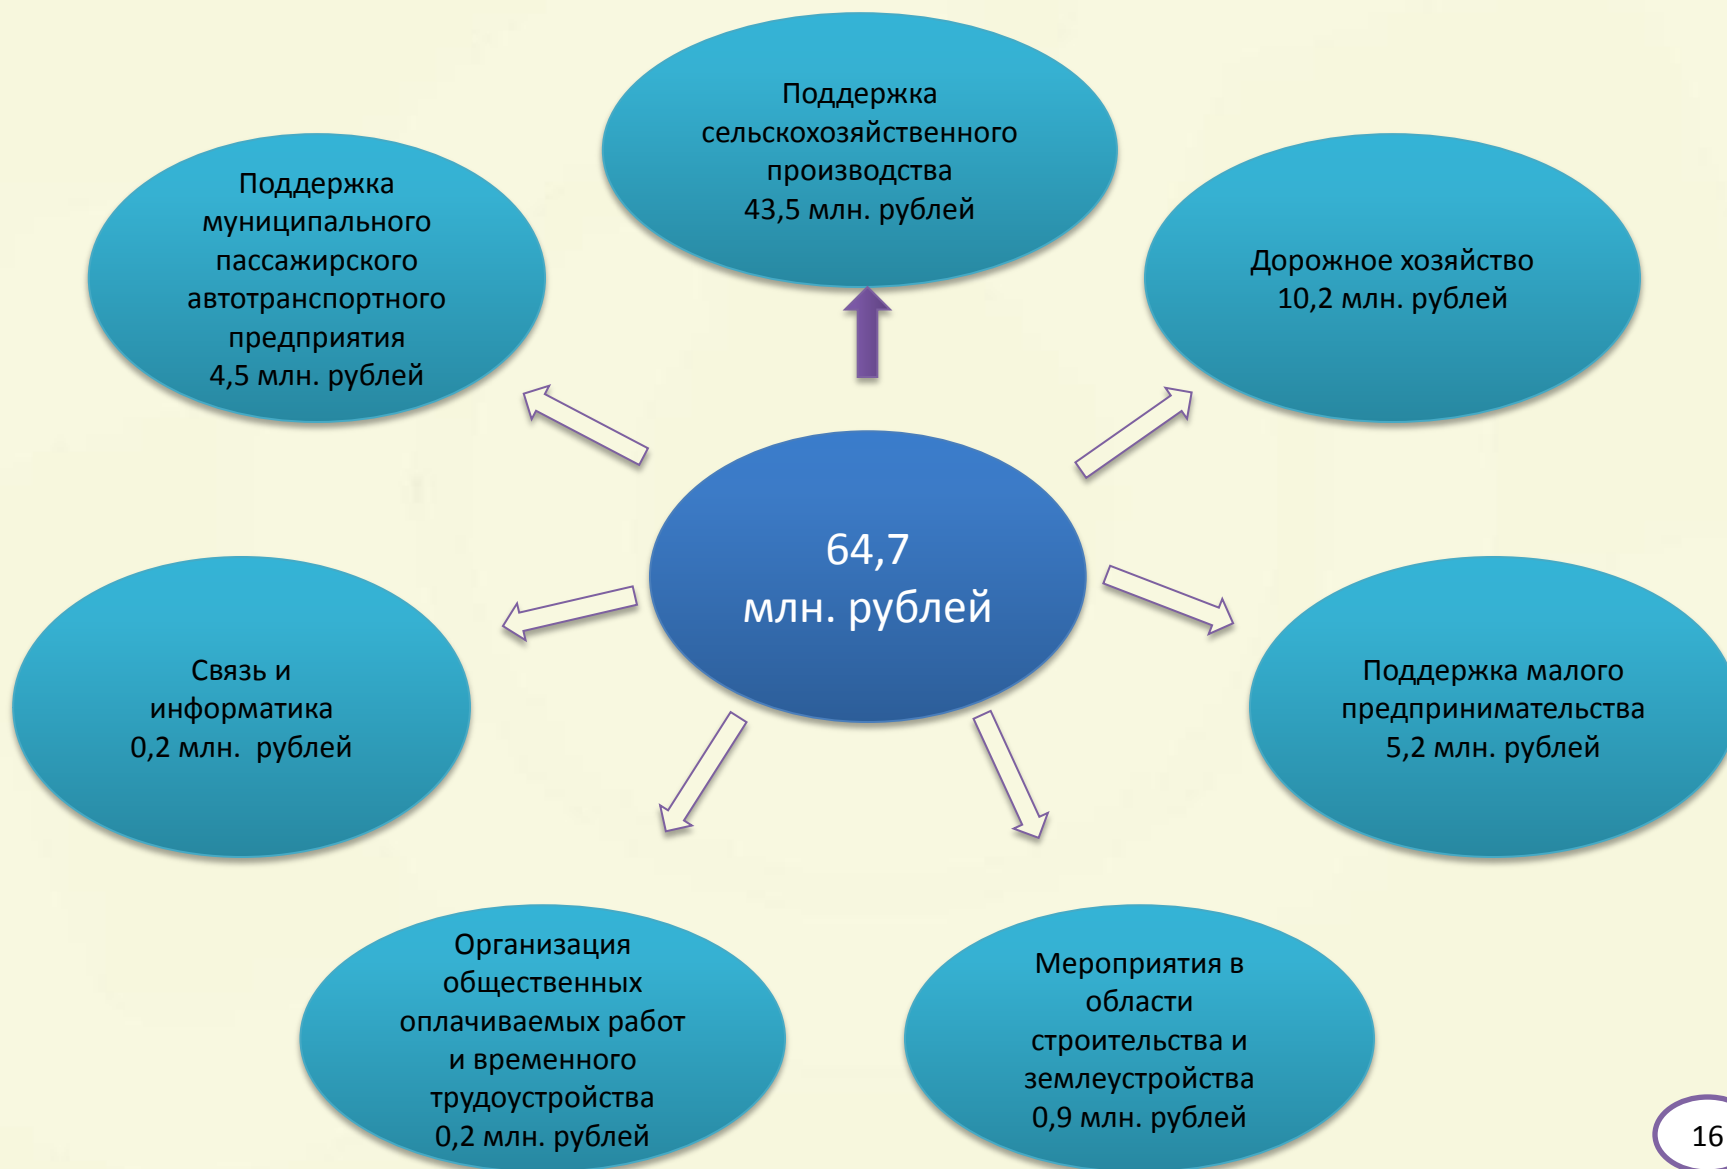 Поддержка
сельскохозяйственного
производства
43,5 млн. рублей
Поддержка
муниципального
пассажирского
автотранспортного
предприятия
4,5 млн. рублей
Дорожное хозяйство
10,2 млн. рублей
64,7
млн. рублей
Связь и
информатика
0,2 млн.  рублей
Поддержка малого
предпринимательства
5,2 млн. рублей
Организация
общественных
оплачиваемых работ
и временного
трудоустройства
0,2 млн. рублей
Мероприятия в
области
строительства и
землеустройства
0,9 млн. рублей
16